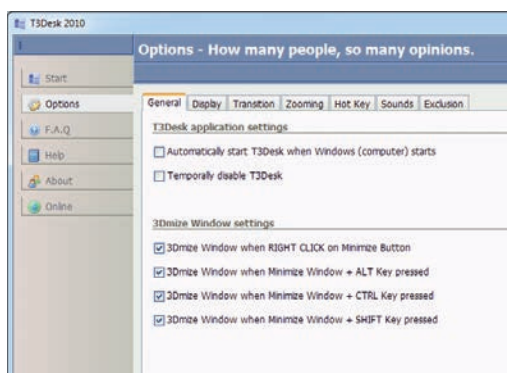 T3Desk 2010
Options - How many people, so many opinions.
Start
Options
F.A.Q
Help
About
Online
General Display Transition Zooming Hot Key Sounds Exclusion
T3Desk application settings
Automatically start T3Desk when Windows (computer) starts
Temporally disable T3Desk
3Dmize Window settings
3Dmize Window when RIGHT CLICK on Minimize Button
3Dmize Window when Minimize Window + ALT Key pressed
3Dmize Window when Minimize Window + CTRL Key pressed
3Dmize Window when Minimize Window + SHIFT Key pressed